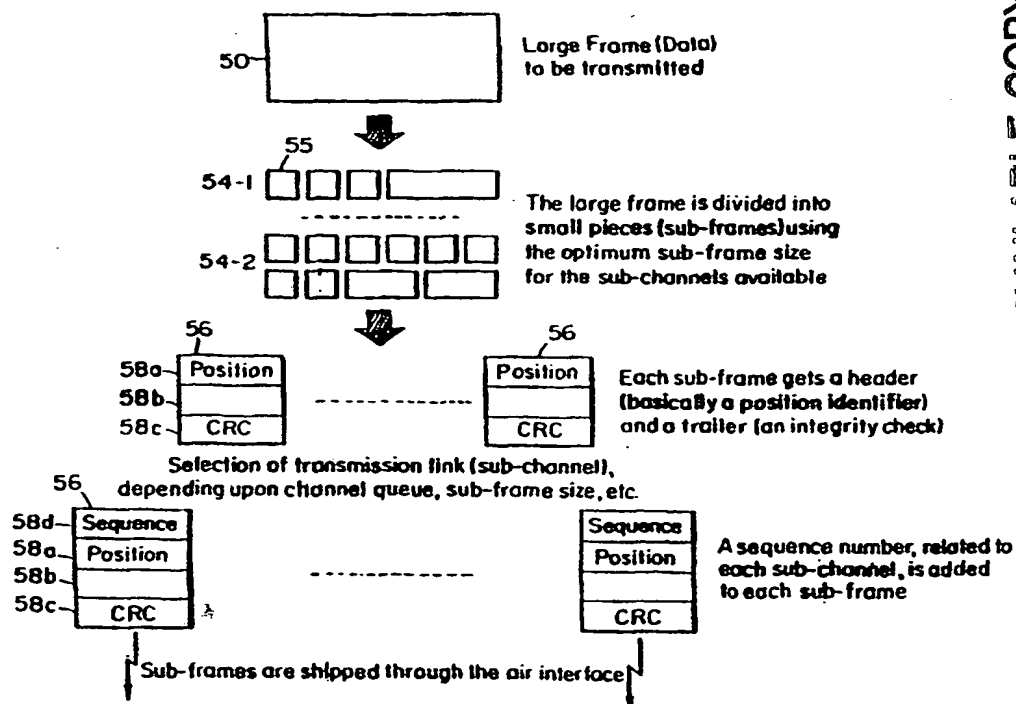 50
Large Frame (Data)
to be transmitted
55
54-1
54-2
The large frame is divided into
small pieces (sub-frames) using
the optimum sub-frame size
for the sub-channels available
56
56
58a
Position
58b
58c
CRC
Position
CRC
Each sub-frame gets a header
(basically a position identifier)
and a trailer (an integrity check)
Selection of transmission link (sub-channel),
depending upon channel queue, sub-frame size, etc.
56
58d
Sequence
58a
Position
58b
58c
CRC
Sequence
Position
CRC
A sequence number, related to
each sub-channel, is added
to each sub-frame
Sub-frames are shipped through the air interface
COPY